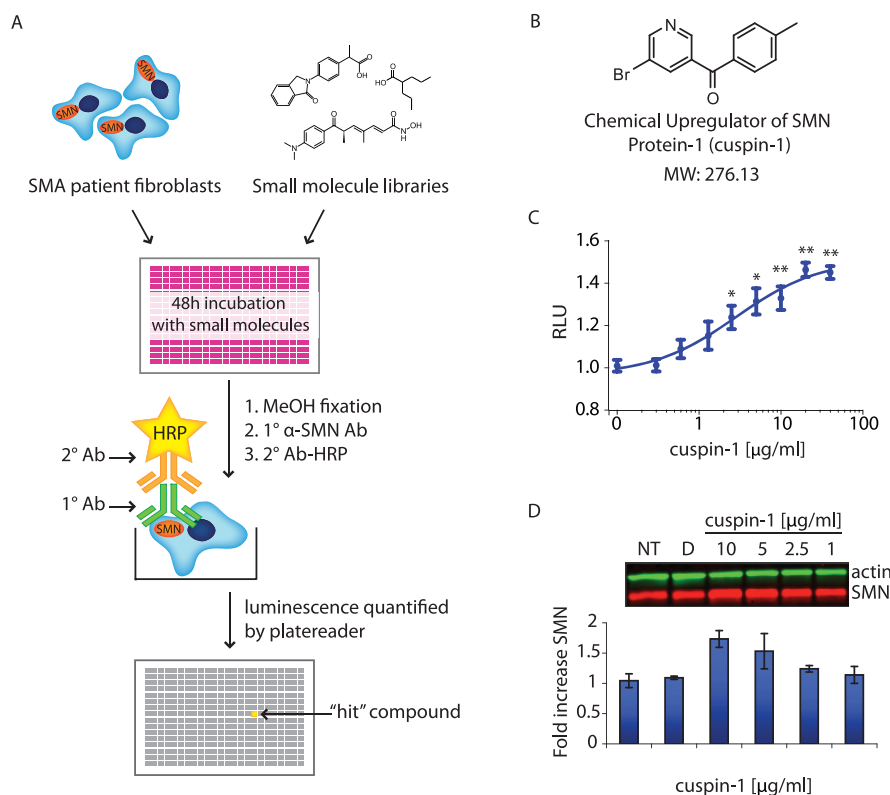 A
SMN
SMN
SMN
SMA patient fibroblasts
N
O
O
OH
HO
O
O
N
O
N
H
OH
Small molecule libraries
48h incubation
with small molecules
1. MeOH fixation
2. 1° α-SMN Ab
3. 2° Ab-HRP
HRP
2° Ab
1° Ab
SMN
luminescence quantified
by platereader
"hit" compound
B
N
Br
O
Chemical Upregulator of SMN
Protein-1 (cuspin-1)
MW: 276.13
C
RLU
1.6
1.4
1.2
1.0
0.8
* * ** ** **
0 1 10 100
cuspin-1 [µg/ml]
D
cuspin-1 [µg/ml]
NT D 10 5 2.5 1
actin
SMN
Fold increase SMN
2
1.5
1
0.5
0
cuspin-1 [µg/ml]